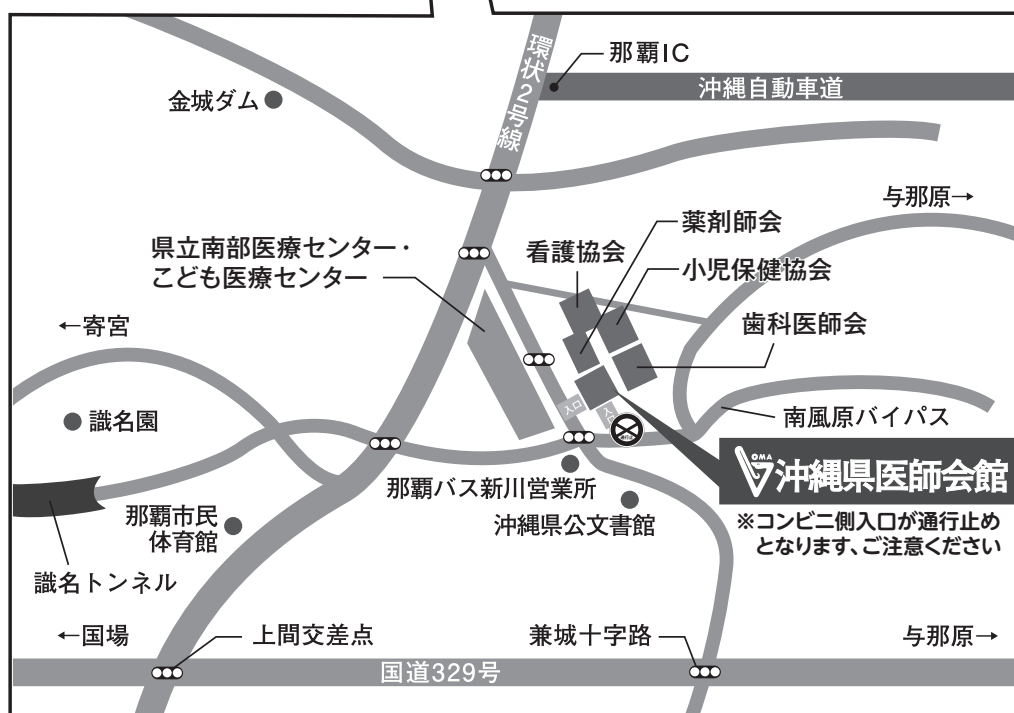 環状2号線
那覇IC
沖縄自動車道
金城ダム
与那原→
薬剤師会
看護協会
県立南部医療センター・
こども医療センター
小児保健協会
←寄宮
歯科医師会
識名園
入口
入口
通行止
南風原バイパス
OMA
沖縄県医師会館
那覇バス新川営業所
沖縄県公文書館
※コンビニ側入口が通行止め
となります、ご注意ください
那覇市民
体育館
識名トンネル
←国場
上間交差点
兼城十字路
与那原→
国道329号